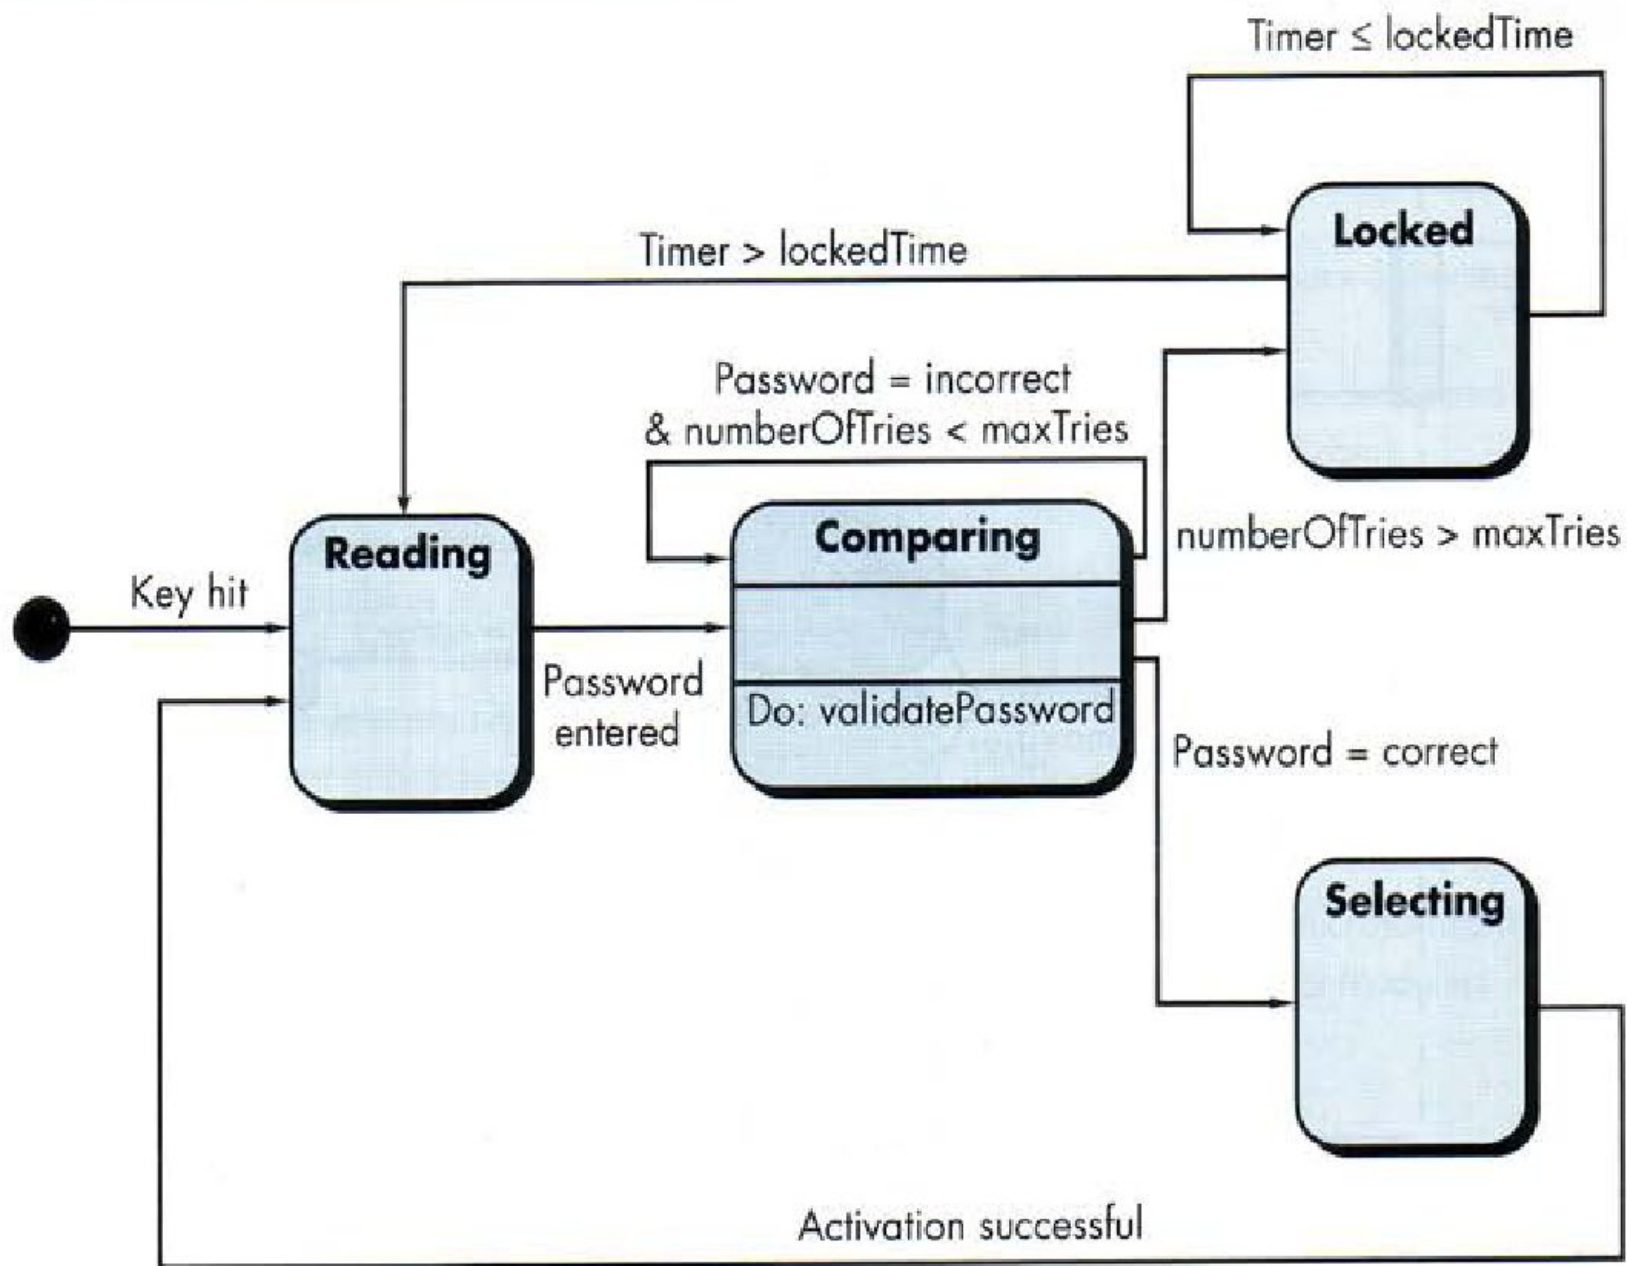 Timer ≤ lockedTime
Locked
Timer > lockedTime
Password = incorrect
& numberOfTries < maxTries
numberOfTries > maxTries
Reading
Comparing
Key hit
Password
entered
Do: validatePassword
Password = correct
Selecting
Activation successful